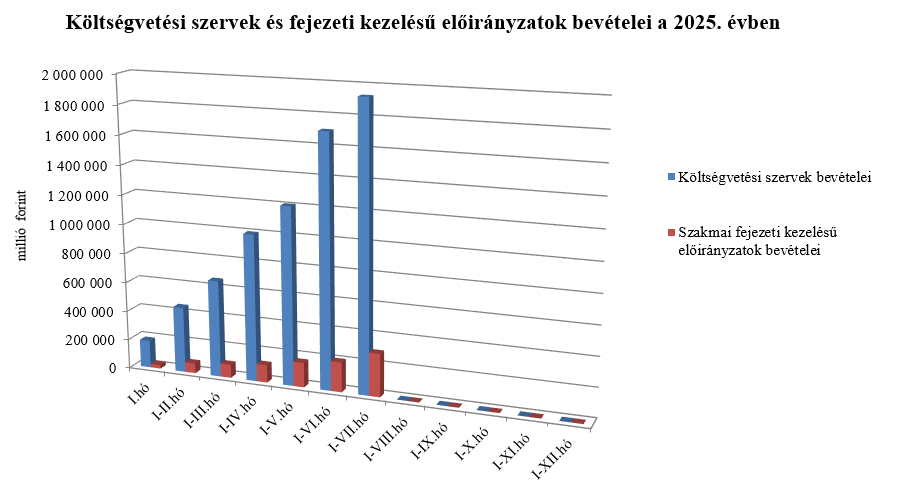 Költségvetési szervek és fejezeti kezelésű előirányzatok bevételei a 2025. évben
millió forint
2 000 000
1 800 000
1 600 000
1 400 000
1 200 000
1 000 000
800 000
600 000
400 000
200 000
0
I.hó
I-II.hó
I-III.hó
I-IV.hó
I-V.hó
I-VI.hó
I-VII.hó
I-VIII.hó
I-IX.hó
I-X.hó
I-XI.hó
I-XII.hó
Költségvetési szervek bevételei
Szakmai fejezeti kezelésű
előirányzatok bevételei